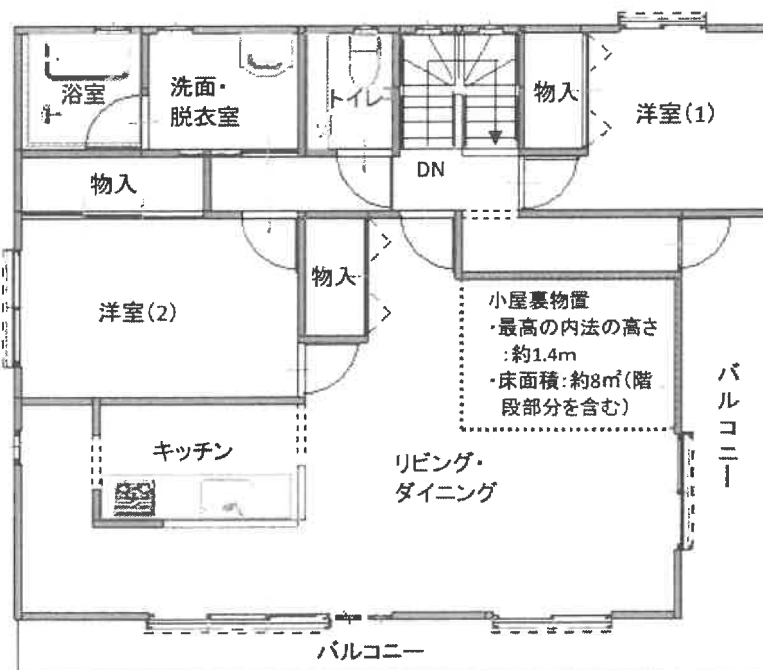 浴室
洗面・
脱衣室
トイレ
物入
洋室(1)
物入
DN
洋室(2)
物入
小屋裏物置
・最高の内法の高さ
：約1.4m
・床面積：約8㎡(階
段部分を含む)
バルコニー
キッチン
リビング・
ダイニング
バルコニー